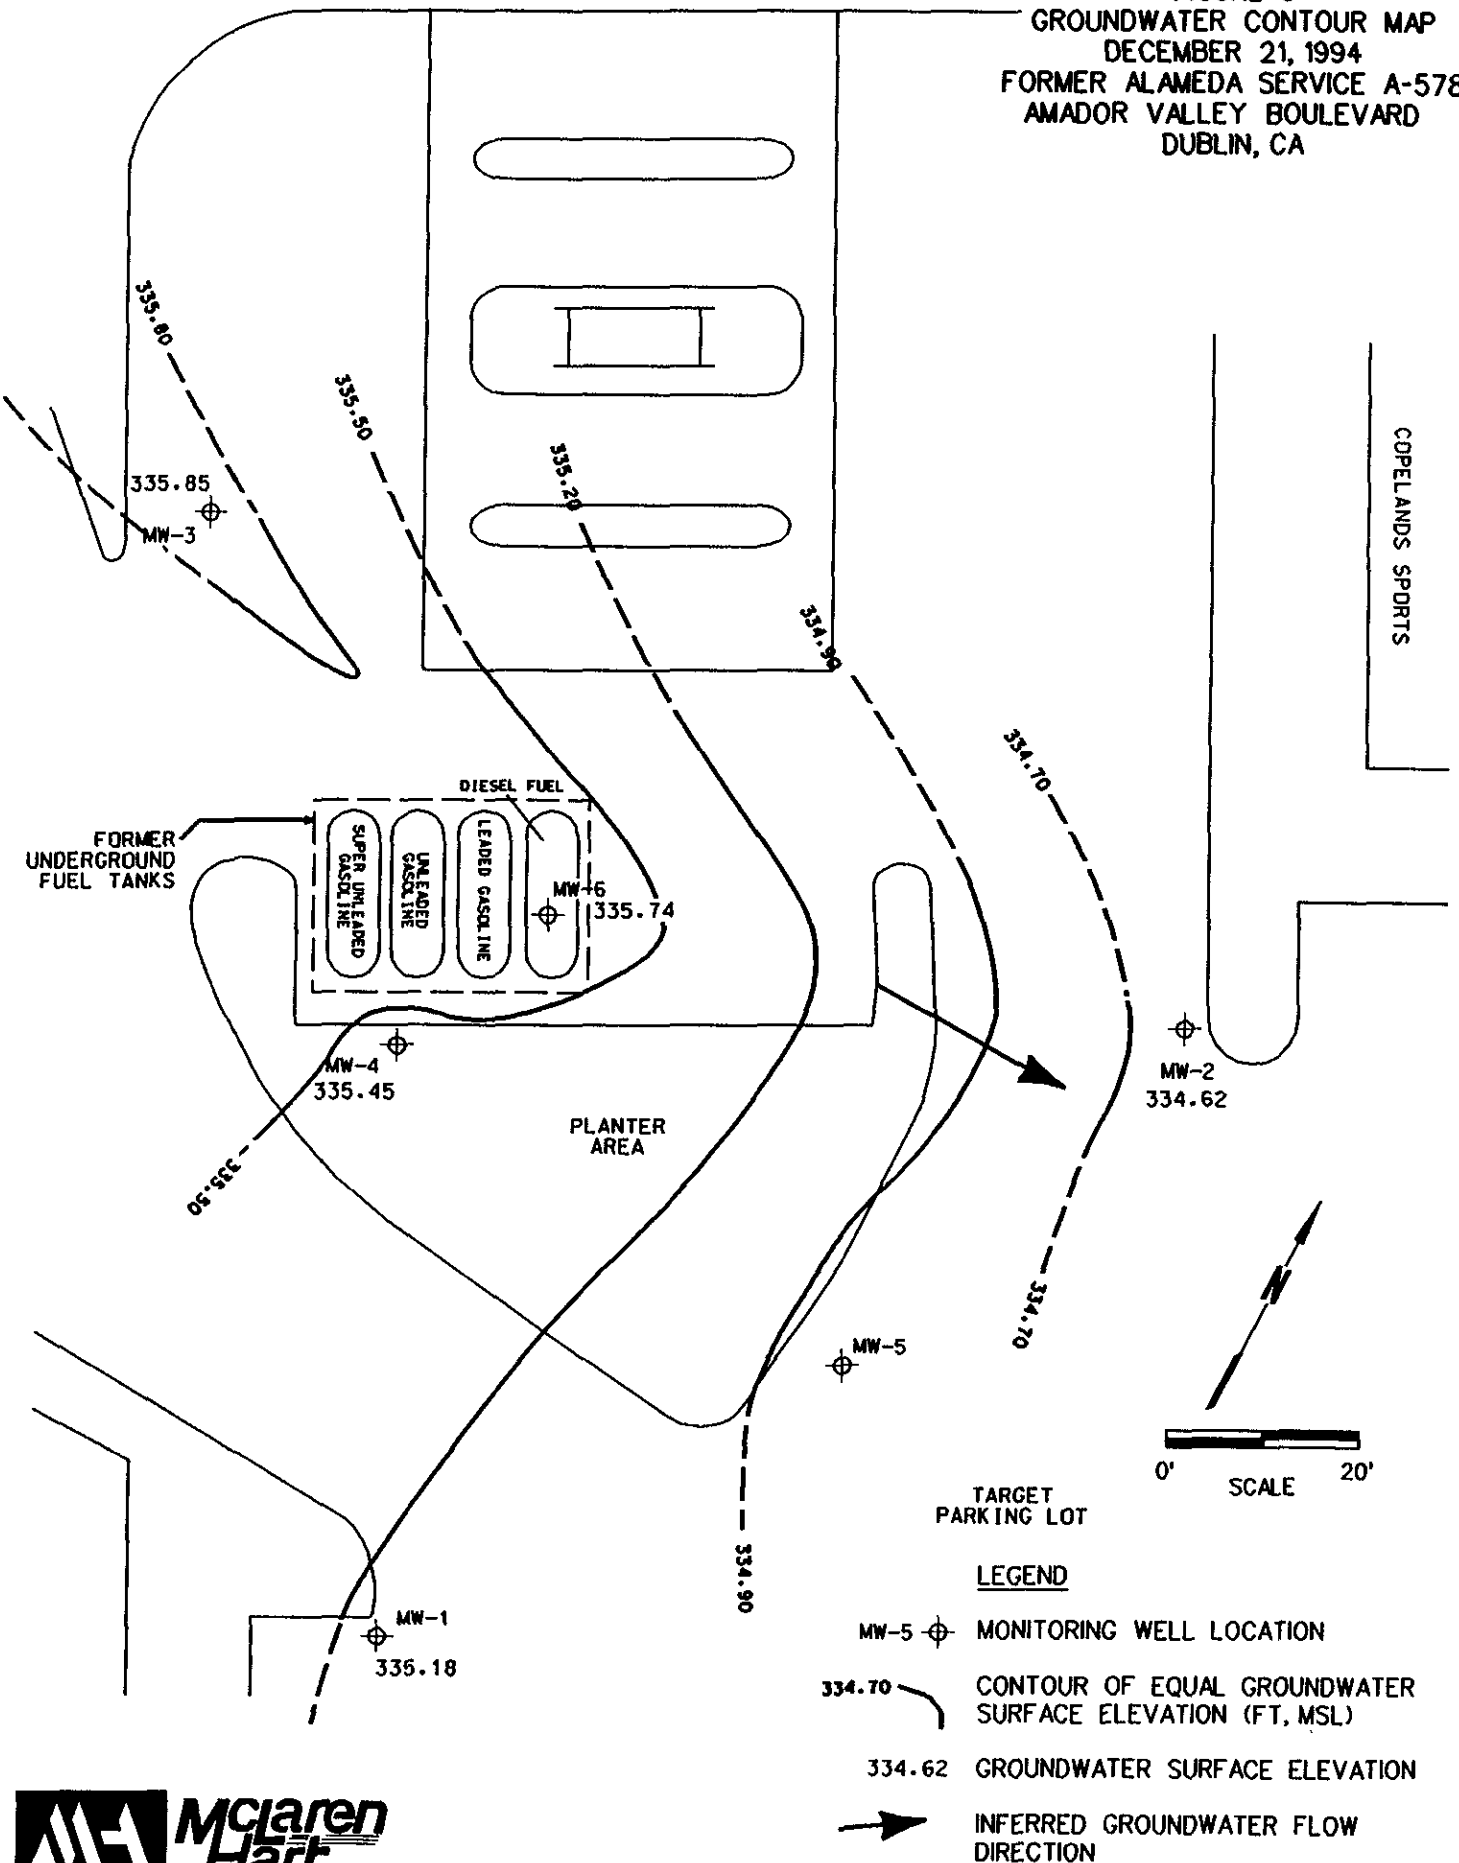 GROUNDWATER CONTOUR MAP
DECEMBER 21, 1994
FORMER ALAMEDA SERVICE A-578
AMADOR VALLEY BOULEVARD
DUBLIN, CA
335.80
335.50
335.20
334.90
334.70
COPELANDS SPORTS
335.85
MW-3
DIESEL FUEL
FORMER
UNDERGROUND
FUEL TANKS
SUPER UNLEADED
GASOLINE
UNLEADED
GASOLINE
LEADED GASOLINE
MW-6
335.74
MW-4
335.45
MW-2
334.62
PLANTER
AREA
335.50
N
334.70
MW-5
0'
20'
SCALE
TARGET
PARKING LOT
334.90
MW-1
335.18
LEGEND
MW-5 MONITORING WELL LOCATION
334.70 CONTOUR OF EQUAL GROUNDWATER
SURFACE ELEVATION (FT, MSL)
334.62 GROUNDWATER SURFACE ELEVATION
INFERRED GROUNDWATER FLOW
DIRECTION
McLaren
Hart